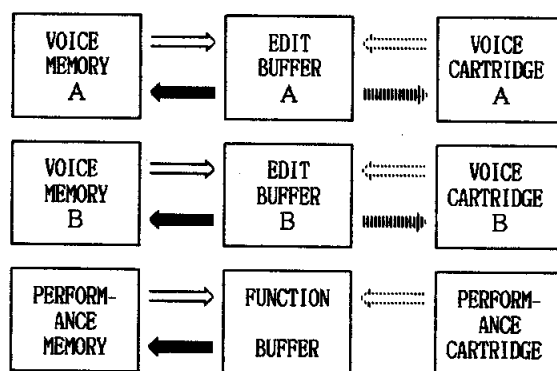 VOICE
MEMORY
A
EDIT
BUFFER
A
VOICE
CARTRIDGE
A
VOICE
MEMORY
B
EDIT
BUFFER
B
VOICE
CARTRIDGE
B
PERFORM-
ANCE
MEMORY
FUNCTION
BUFFER
PERFORM-
ANCE
CARTRIDGE